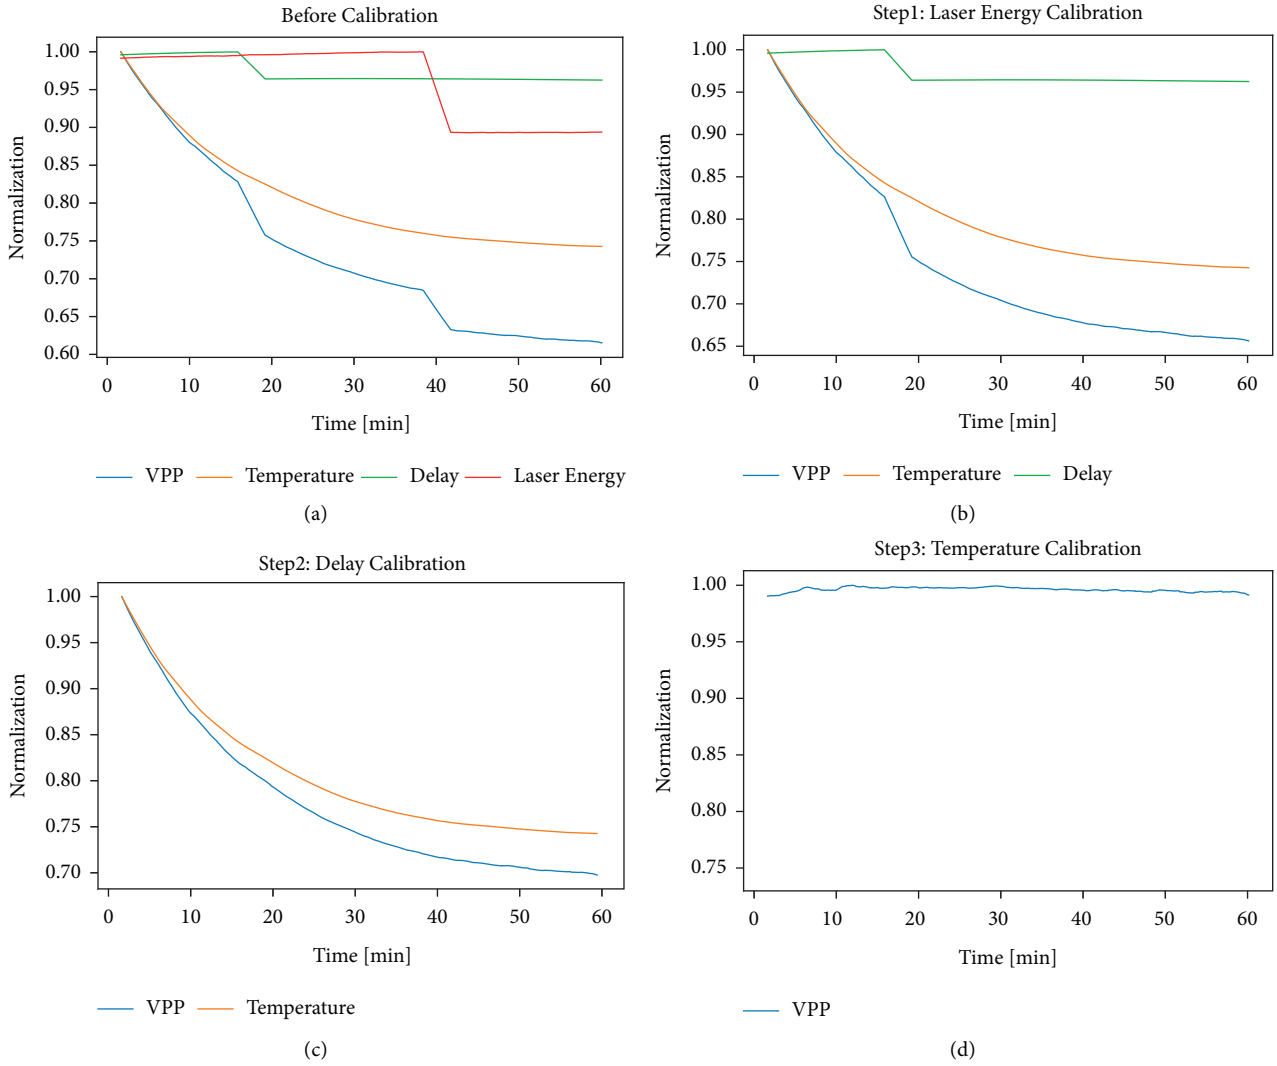 Before Calibration
1.00
0.95
0.90
0.85
0.80
0.75
0.70
0.65
0.60
Normalization
0 10 20 30 40 50 60
Time [min]
VPP Temperature Delay Laser Energy
(a)
Step1: Laser Energy Calibration
1.00
0.95
0.90
0.85
0.80
0.75
0.70
0.65
Normalization
0 10 20 30 40 50 60
Time [min]
VPP Temperature Delay
(b)
Step2: Delay Calibration
1.00
0.95
0.90
0.85
0.80
0.75
0.70
Normalization
0 10 20 30 40 50 60
Time [min]
VPP Temperature
(c)
Step3: Temperature Calibration
1.00
0.95
0.90
0.85
0.80
0.75
Normalization
0 10 20 30 40 50 60
Time [min]
VPP
(d)